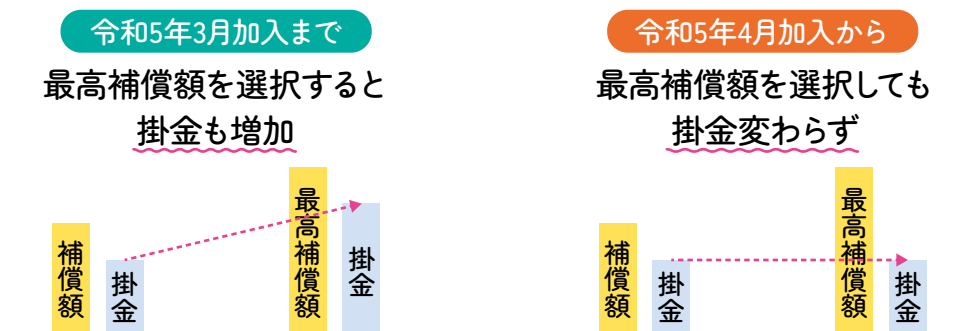 令和5年3月加入まで
最高補償額を選択すると
掛金も増加
補償額
掛金
最高補償額
掛金
令和5年4月加入から
最高補償額を選択しても
掛金変わらず
補償額
掛金
最高補償額
掛金